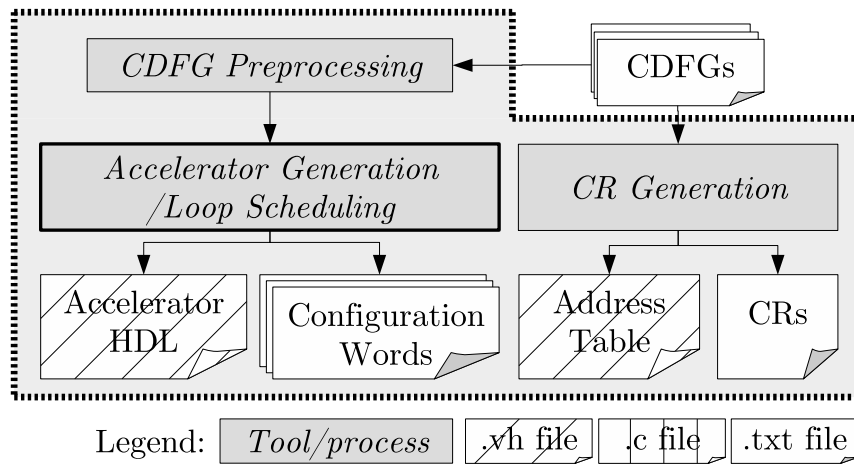 CDFG Preprocessing
CDFGs
Accelerator Generation
/Loop Scheduling
CR Generation
Accelerator
HDL
Configuration
Words
Address
Table
CRs
Legend:
Tool/process
.vh file
.c file
.txt file